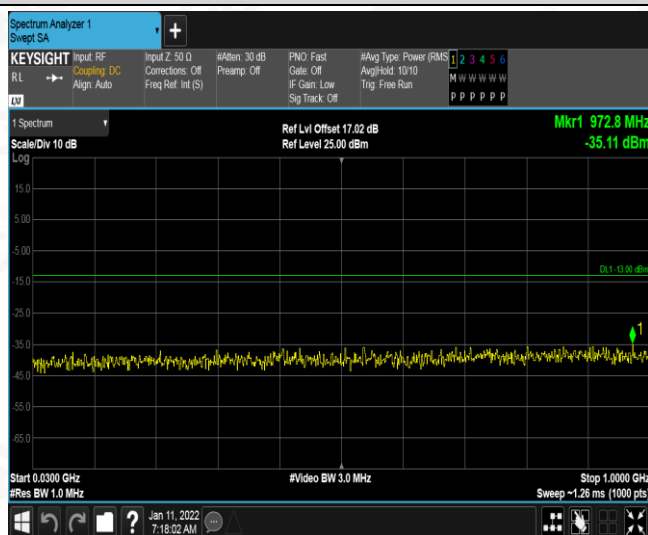 Spectrum Analyzer 1
Swept SA
+
KEYSIGHT
RL
LXI
Input: RF
Coupling: DC
Align: Auto
Input Z: 50 Ω
Corrections: Off
Freq Ref: Int (S)
#Atten: 30 dB
Preamp: Off
PNO: Fast
Gate: Off
IF Gain: Low
Sig Track: Off
#Avg Type: Power (RMS
Avg|Hold: 10/10
Trig: Free Run
1 2 3 4 5 6
M W W W W W
P P P P P P
1 Spectrum
Scale/Div 10 dB
Log
Ref Lvl Offset 17.02 dB
Ref Level 25.00 dBm
Mkr1 972.8 MHz
-35.11 dBm
15.0
5.00
-5.00
DL1 -13.00 dBm
-15.0
-25.0
-35.0
1
-45.0
-55.0
-65.0
Start 0.0300 GHz
#Res BW 1.0 MHz
#Video BW 3.0 MHz
Stop 1.0000 GHz
Sweep ~1.26 ms (1000 pts)
?
Jan 11, 2022
7:18:02 AM